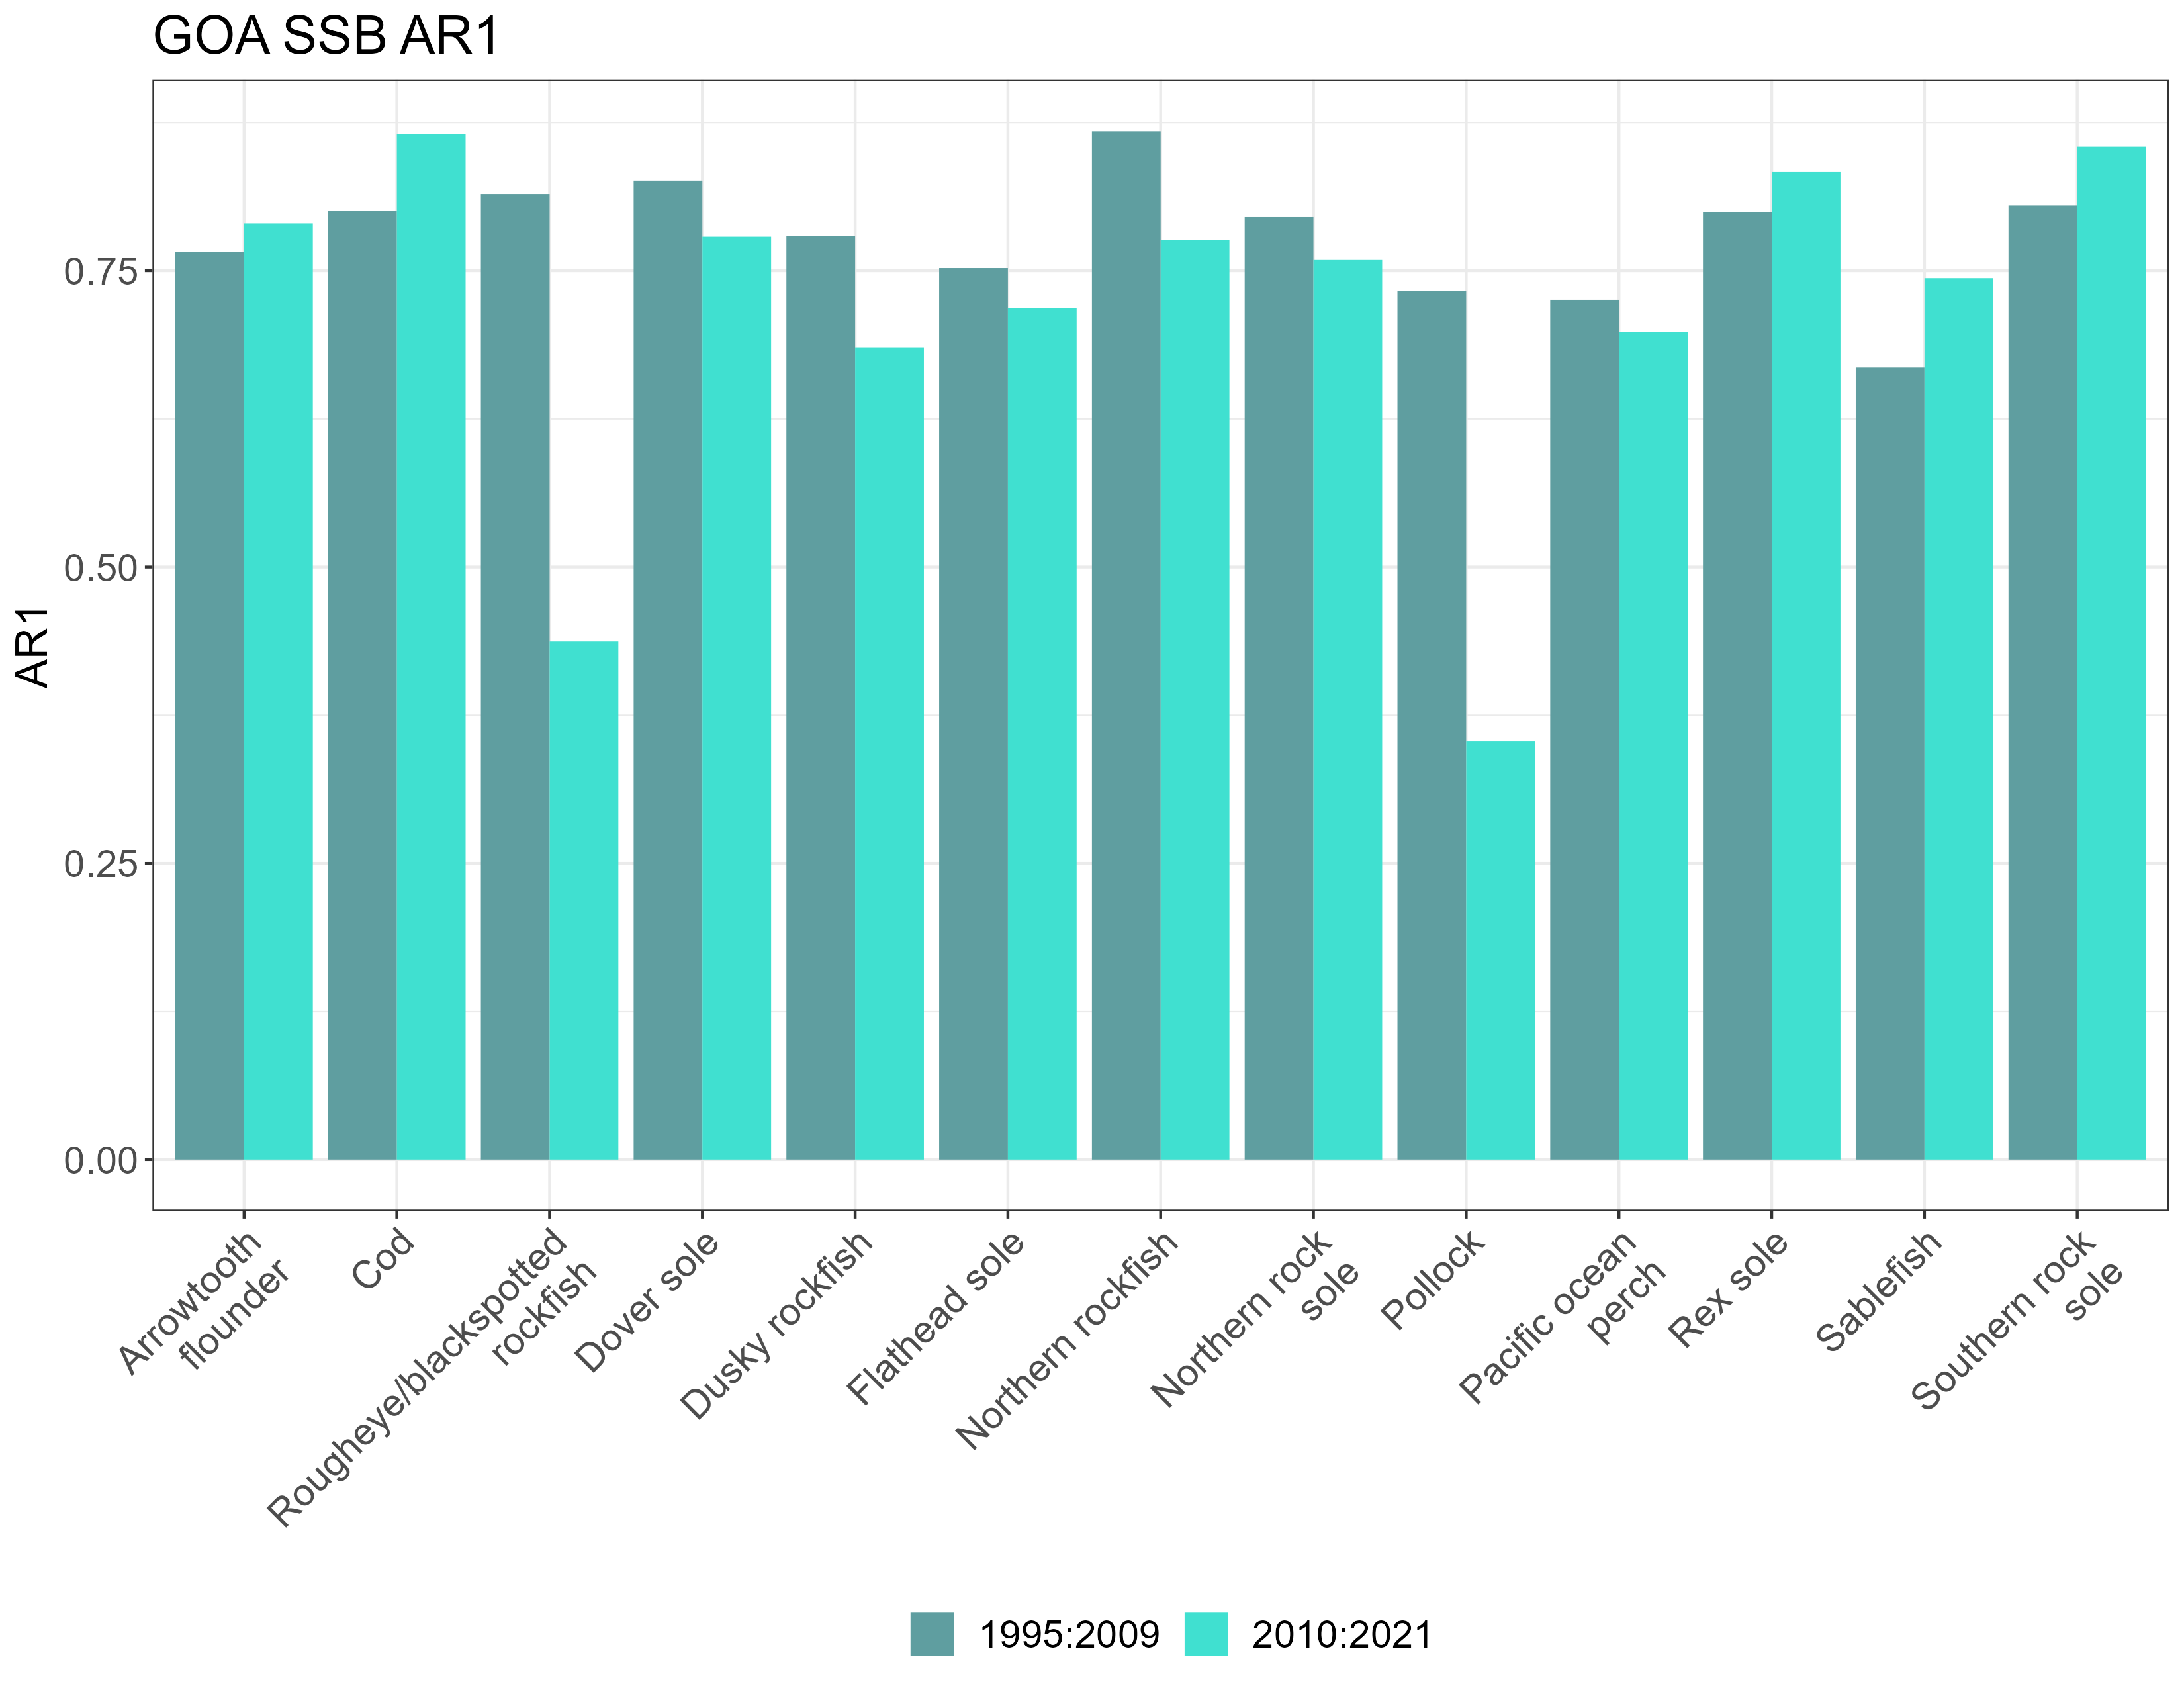 GOA SSB AR1
AR1
0.75
0.50
0.25
0.00
Arrowtooth
flounder
Cod
Rougheye/blackspotted
rockfish
Dover sole
Dusky rockfish
Flathead sole
Northern rockfish
Northern rock
sole
Pollock
Pacific ocean
perch
Rex sole
Sablefish
Southern rock
sole
1995:2009
2010:2021